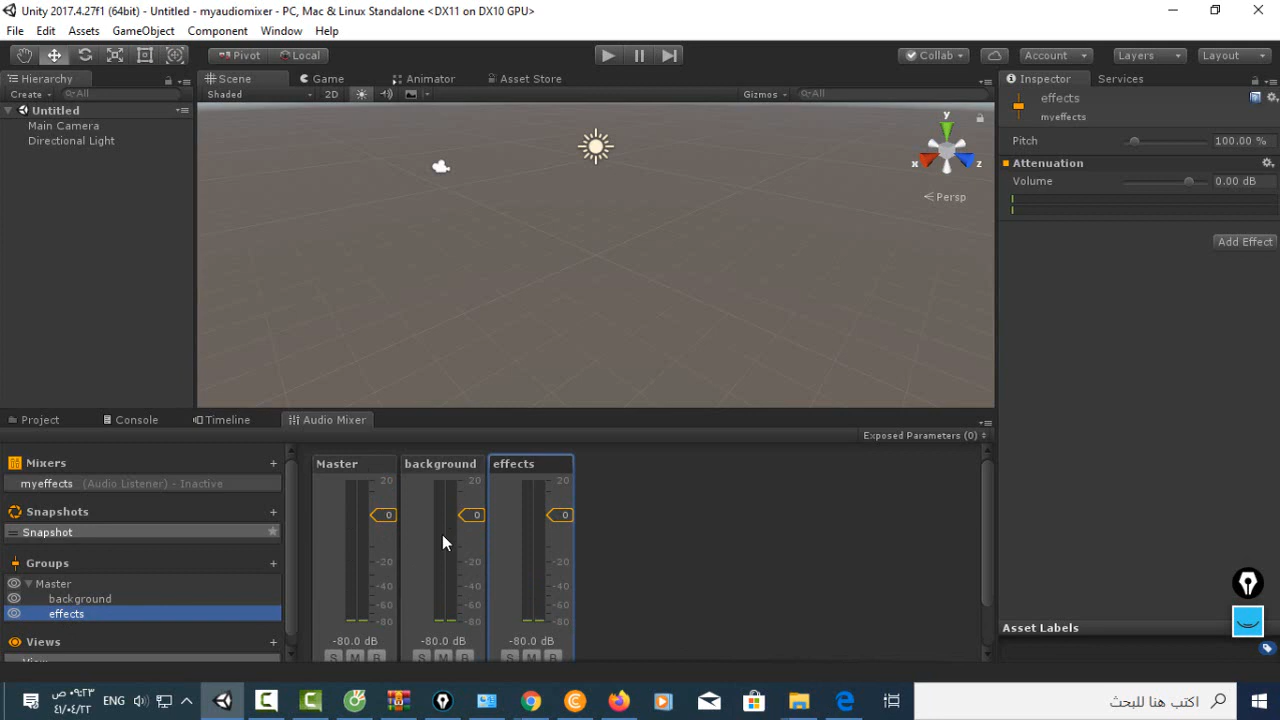 Unity 2017.4.27f1 (64bit) - Untitled - myaudiomixer - PC, Mac & Linux Standalone <DX11 on DX10 GPU>
File Edit Assets GameObject Component Window Help
Pivot Local Collab Account Layers Layout
Hierarchy
Create All
Untitled
Main Camera
Directional Light
Scene Game Animator Asset Store
Shaded 2D Gizmos All
y
x z
Persp
Inspector Services
effects
myeffects
Pitch 100.00 %
Attenuation
Volume 0.00 dB
Add Effect
Asset Labels
Project Console Timeline Audio Mixer
Exposed Parameters (0)
Mixers +
myeffects (Audio Listener) - Inactive
Snapshots +
Snapshot
Groups +
Master
background
effects
Views +
Master background effects
20 20 20
0 0 0
-20 -20 -20
-40 -40 -40
-60 -60 -60
-80 -80 -80
-80.0 dB -80.0 dB -80.0 dB
S M B S M B S M B
ENG
اكتب هنا للبحث